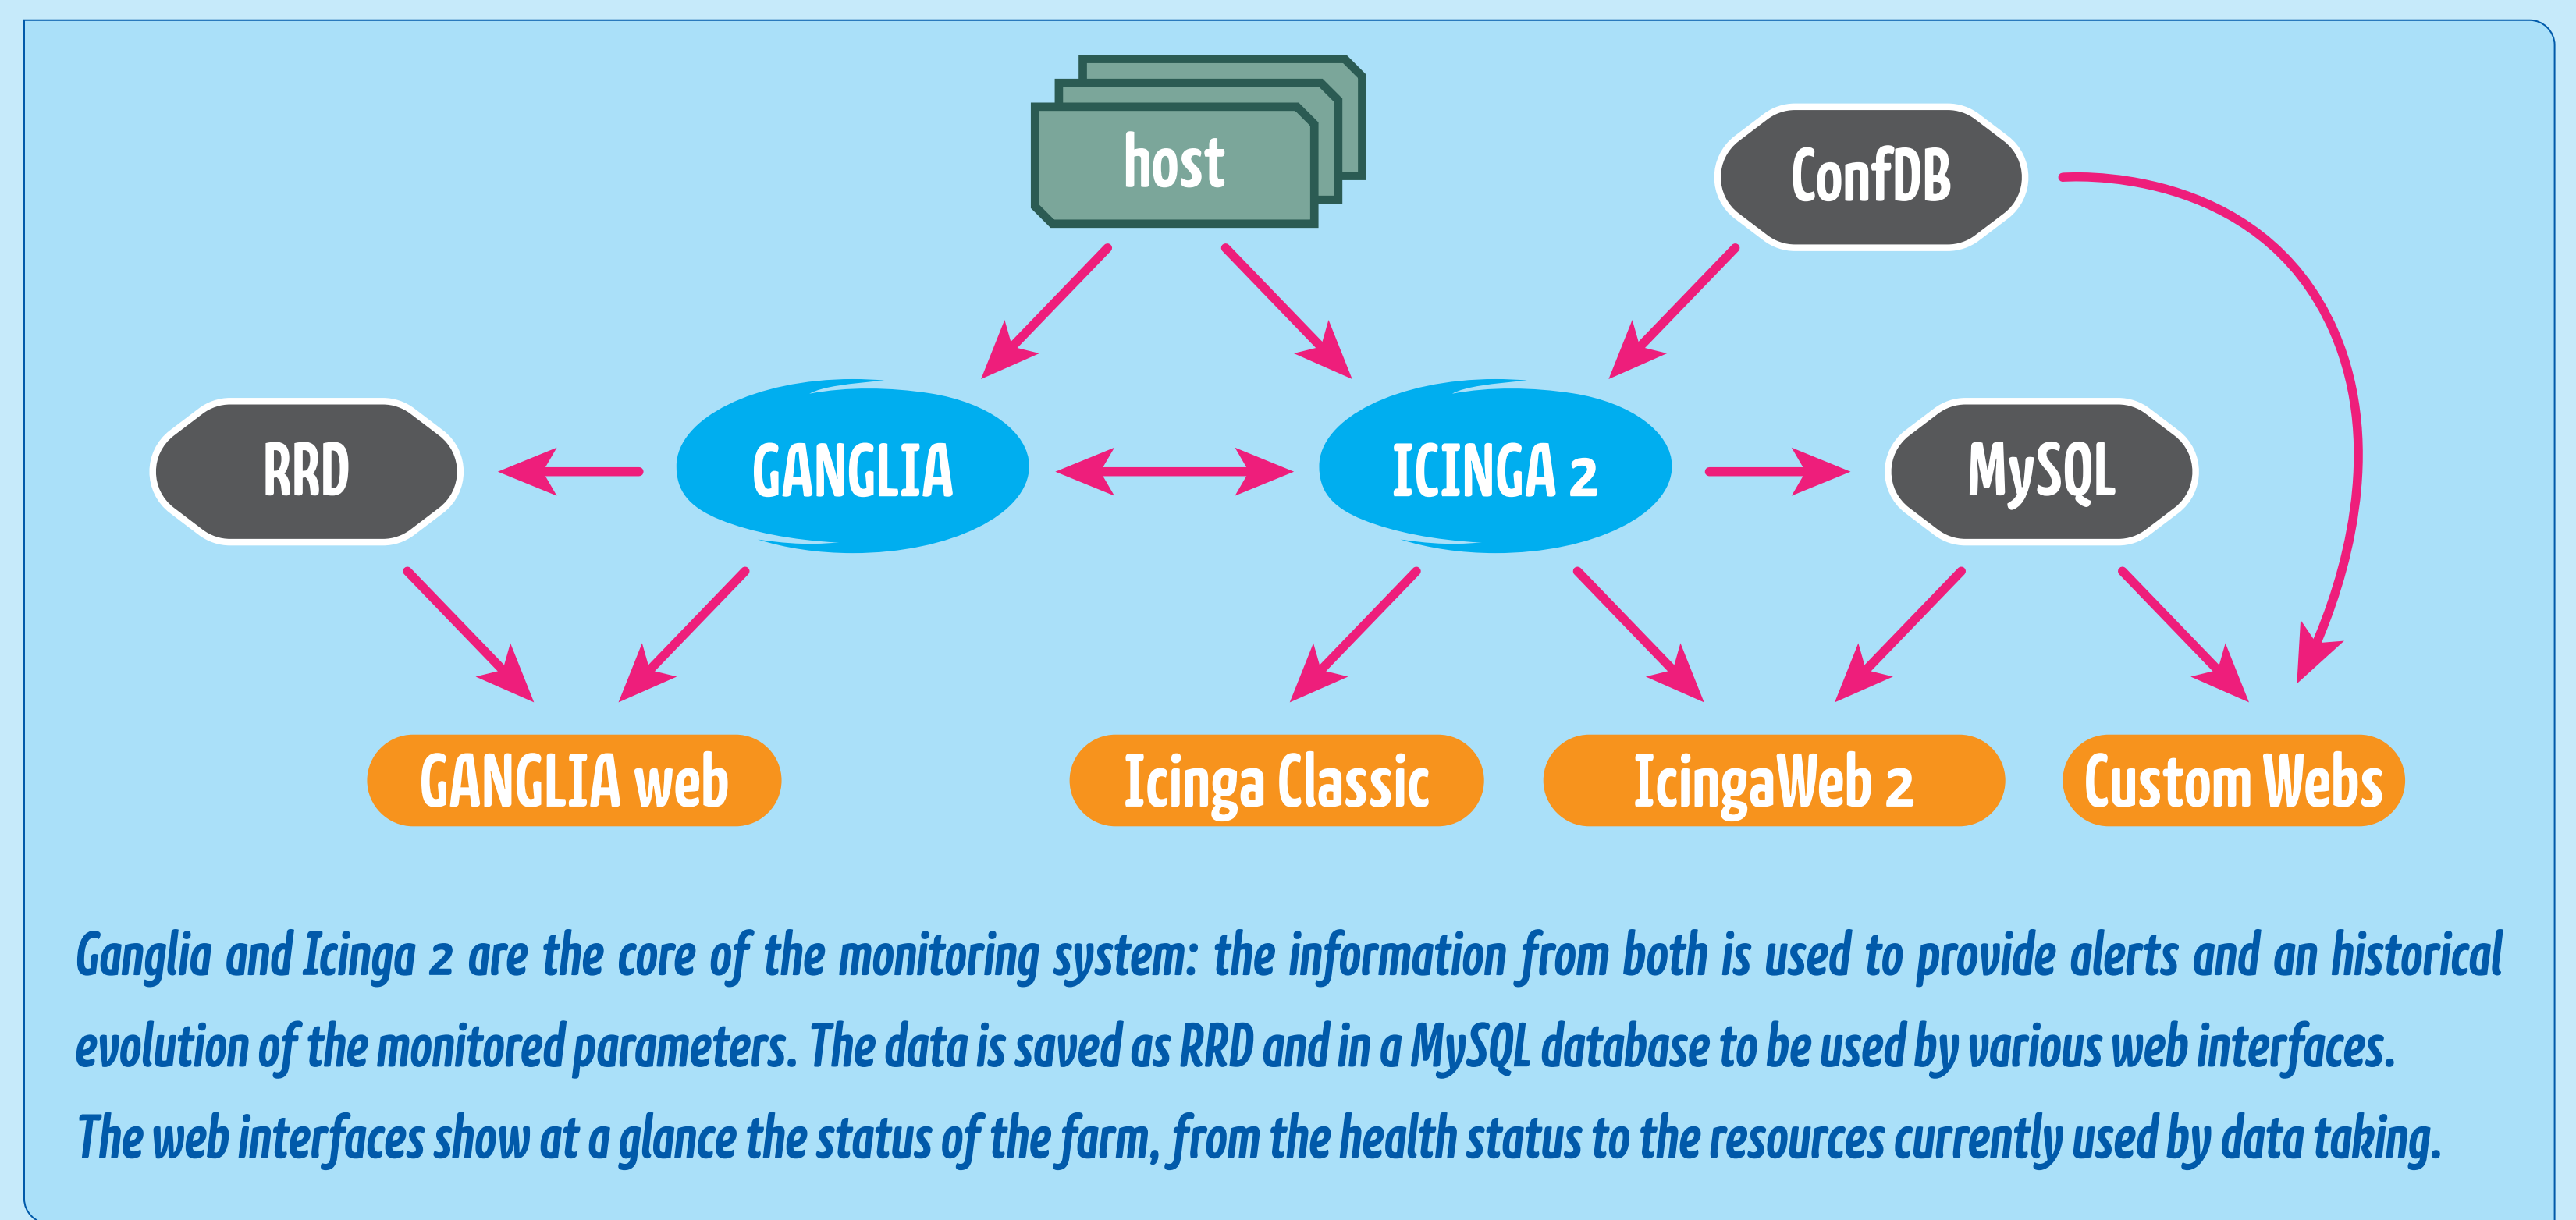 host
ConfDB
RRD
GANGLIA
ICINGA 2
MySQL
GANGLIA web
Icinga Classic
IcingaWeb 2
Custom Webs
Ganglia and Icinga 2 are the core of the monitoring system: the information from both is used to provide alerts and an historical
evolution of the monitored parameters. The data is saved as RRD and in a MySQL database to be used by various web interfaces.
The web interfaces show at a glance the status of the farm, from the health status to the resources currently used by data taking.